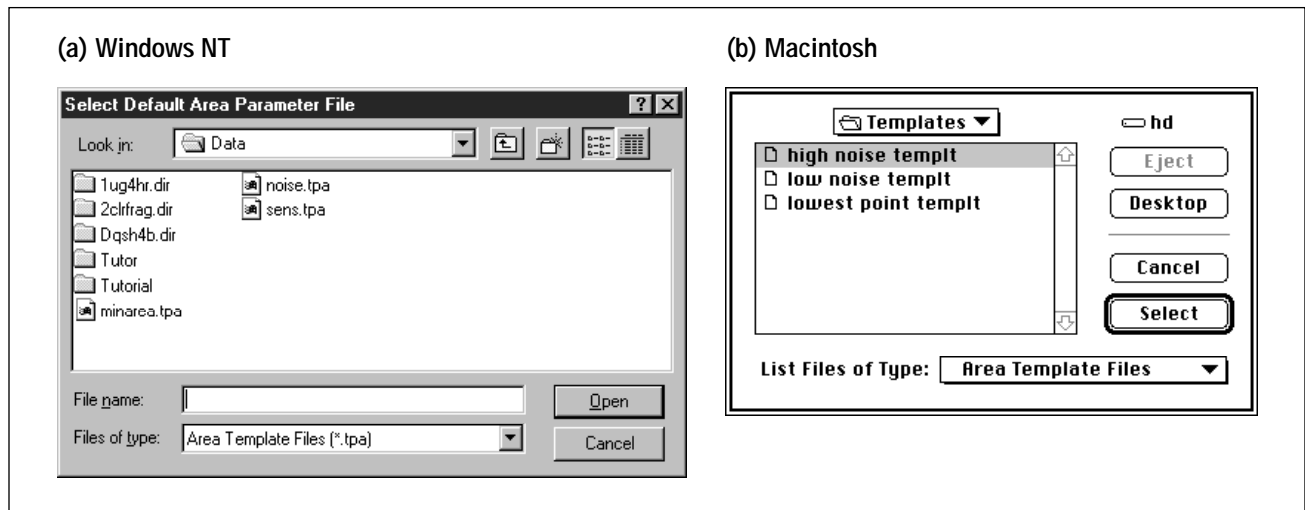 (a) Windows NT
Select Default Area Parameter File
Look in:
Data
1ug4hr.dir
2clrfrag.dir
Dqsh4b.dir
Tutor
Tutorial
minarea.tpa
noise.tpa
sens.tpa
File name:
Open
Files of type:
Area Template Files (*.tpa)
Cancel
(b) Macintosh
Templates
hd
high noise templt
low noise templt
lowest point templt
Eject
Desktop
Cancel
Select
List Files of Type:
Area Template Files